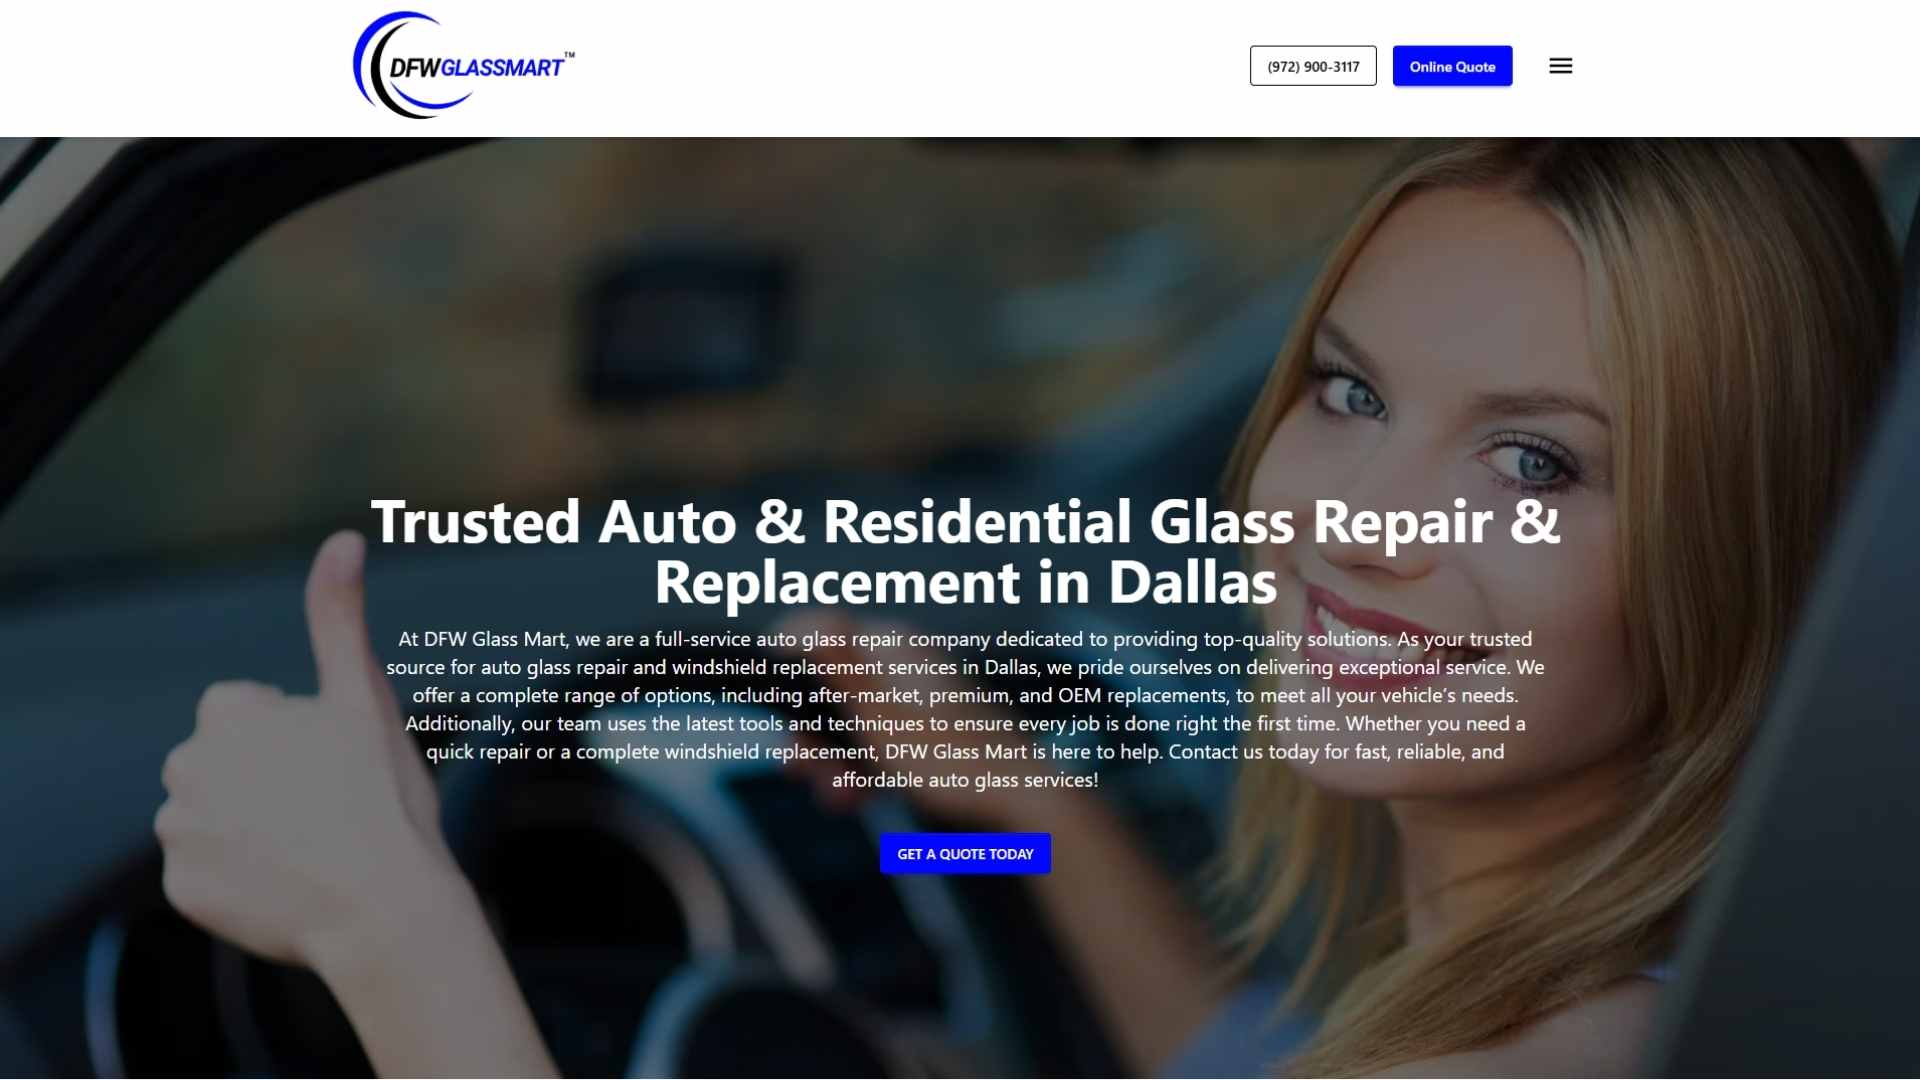 DFWGLASSMART™
(972) 900-3117
Online Quote
Trusted Auto & Residential Glass Repair &
Replacement in Dallas
At DFW Glass Mart, we are a full-service auto glass repair company dedicated to providing top-quality solutions. As your trusted
source for auto glass repair and windshield replacement services in Dallas, we pride ourselves on delivering exceptional service. We
offer a complete range of options, including after-market, premium, and OEM replacements, to meet all your vehicle’s needs.
Additionally, our team uses the latest tools and techniques to ensure every job is done right the first time. Whether you need a
quick repair or a complete windshield replacement, DFW Glass Mart is here to help. Contact us today for fast, reliable, and
affordable auto glass services!
GET A QUOTE TODAY